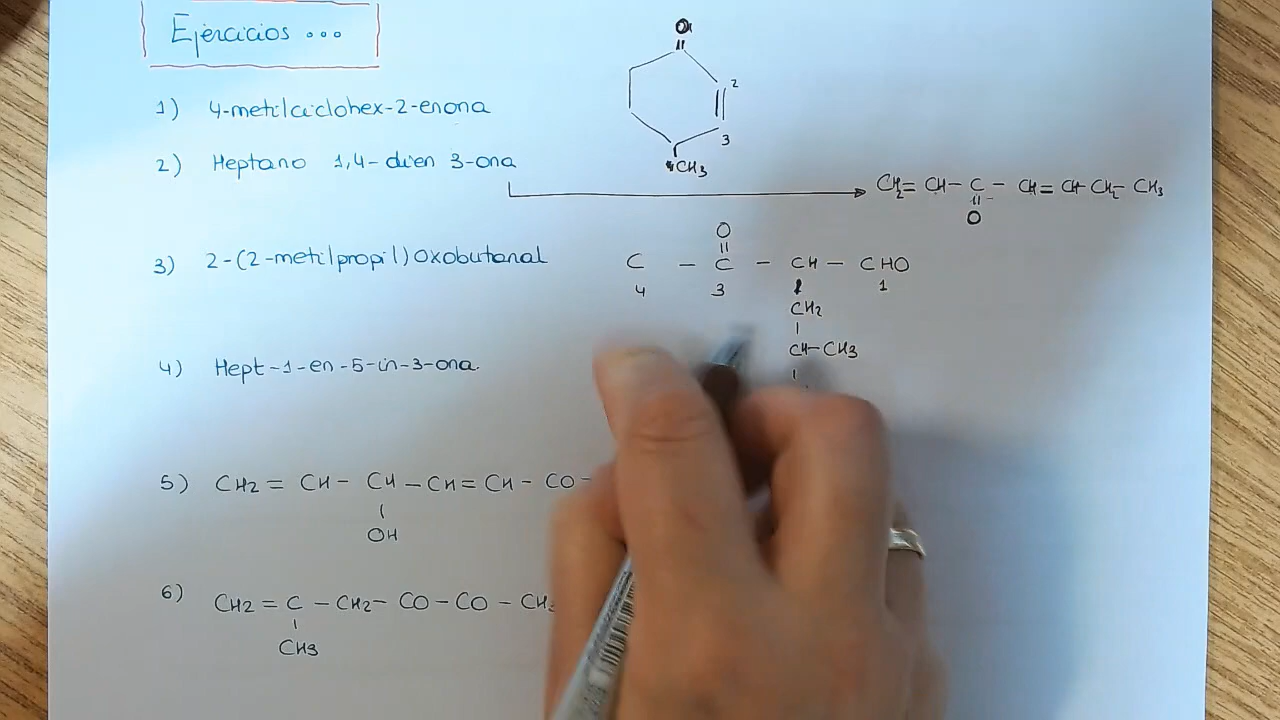 Ejercicios ...
O
1) 4-metilciclohex-2-enona
2
3
2) Heptano 1,4-dien 3-ona
CH3
CH2= CH- C - CH=CH-CH2- CH3
O
O
3) 2-(2-metilpropil)oxobutanal
C - C - CH - CHO
4 3 1
CH2
CH-CH3
4) Hept-1-en-5-in-3-ona.
5) CH2= CH- CH -CH=CH- CO-
OH
6) CH2=C -CH2- CO-CO-
CH3